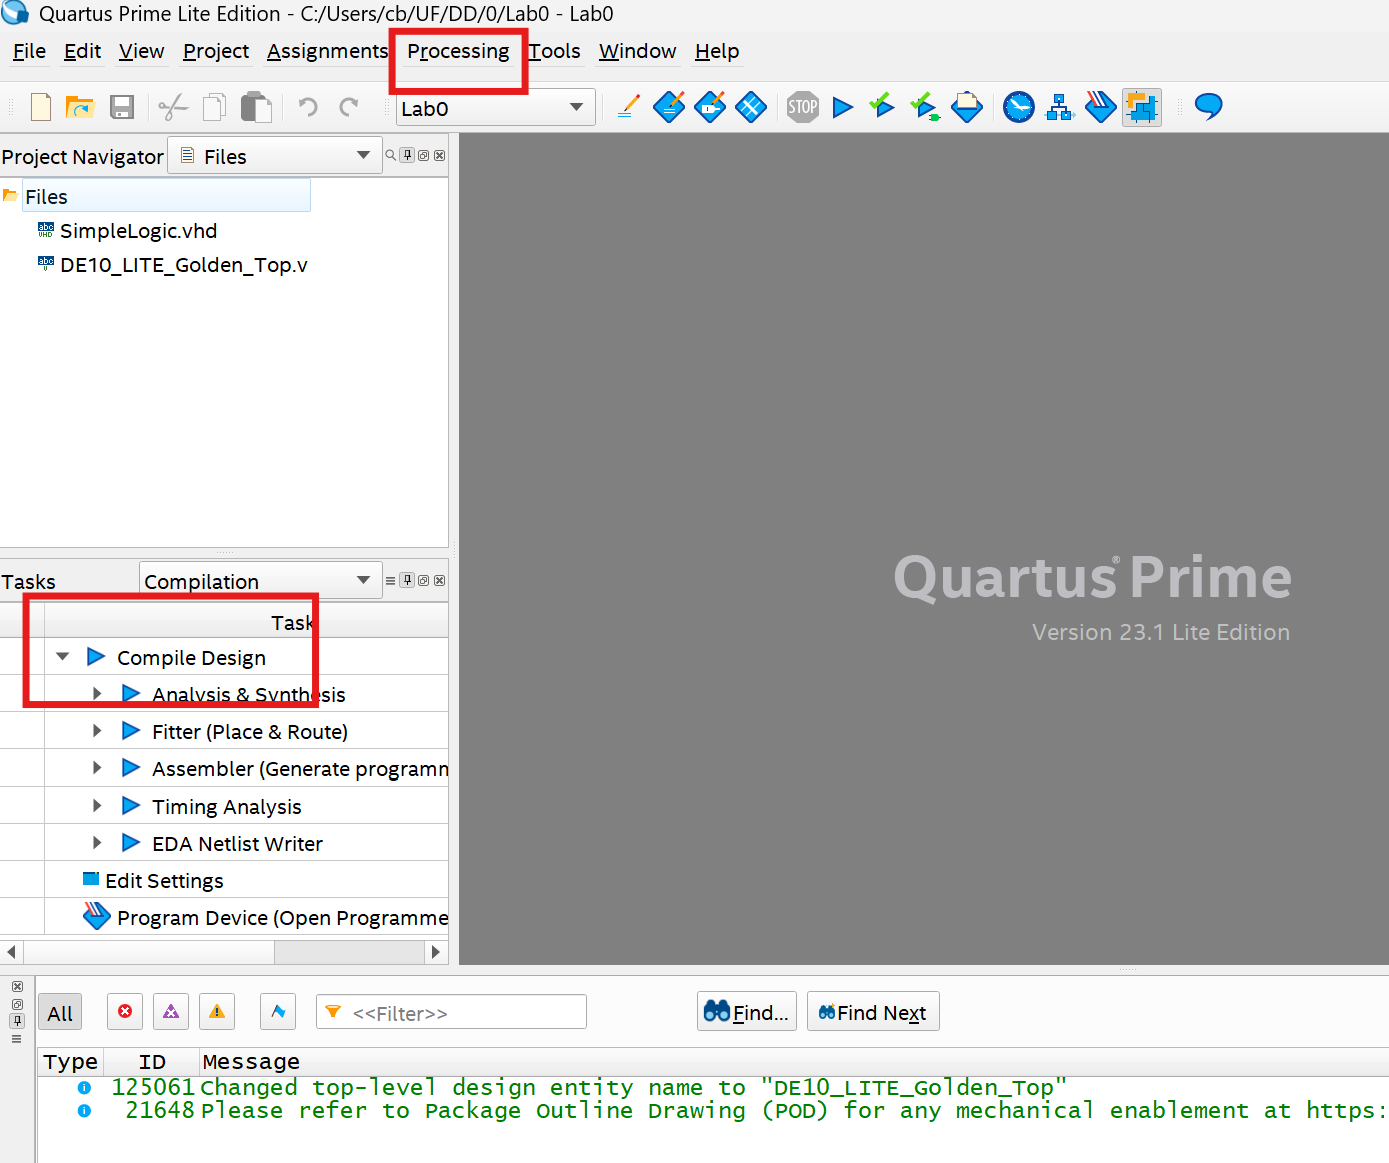 Quartus Prime Lite Edition - C:/Users/cb/UF/DD/0/Lab0 - Lab0
File Edit View Project Assignments Processing Tools Window Help
Lab0
STOP
Project Navigator Files
Files
abc VHD SimpleLogic.vhd
abc V DE10_LITE_Golden_Top.v
Quartus® Prime
Version 23.1 Lite Edition
Tasks Compilation
Task
Compile Design
Analysis & Synthesis
Fitter (Place & Route)
Assembler (Generate programm
Timing Analysis
EDA Netlist Writer
Edit Settings
Program Device (Open Programme
All <<Filter>> Find... Find Next
Type ID Message
125061 Changed top-level design entity name to "DE10_LITE_Golden_Top"
21648 Please refer to Package Outline Drawing (POD) for any mechanical enablement at https: